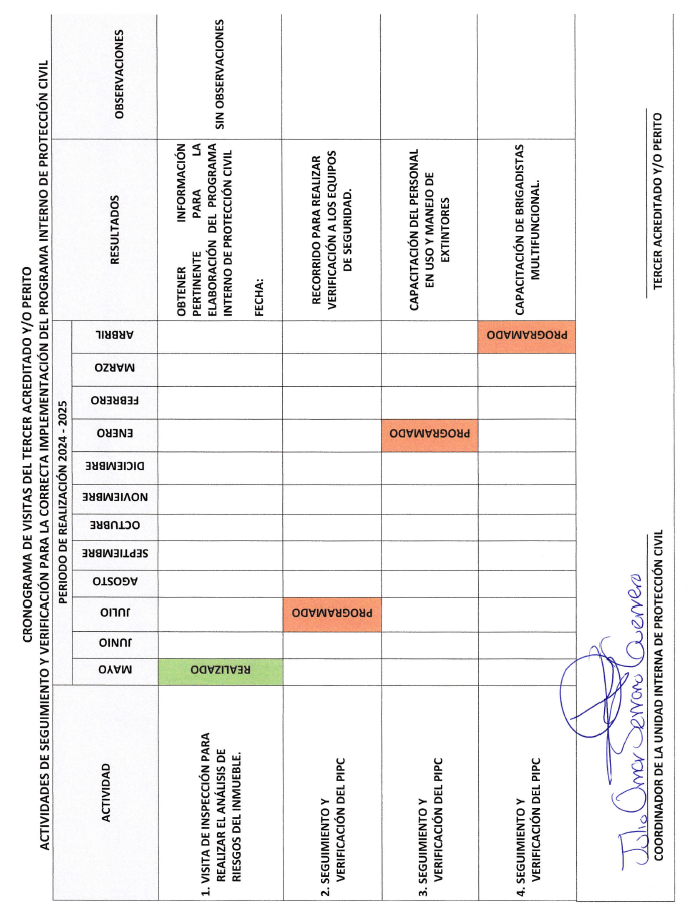 CRONOGRAMA DE VISITAS DEL TERCER ACREDITADO Y/O PERITO
ACTIVIDADES DE SEGUIMIENTO Y VERIFICACIÓN PARA LA CORRECTA IMPLEMENTACIÓN DEL PROGRAMA INTERNO DE PROTECCIÓN CIVIL
ACTIVIDAD
PERIODO DE REALIZACIÓN 2024 - 2025
MAYO
JUNIO
JULIO
AGOSTO
SEPTIEMPRE
OCTUBRE
NOVIEMBRE
DICIEMBRE
ENERO
FEBRERO
MARZO
ARBRIL
RESULTADOS
OBSERVACIONES
1. VISITA DE INSPECCIÓN PARA
REALIZAR EL ANÁLISIS DE
RIESGOS DEL INMUEBLE.
REALIZADO
OBTENER INFORMACIÓN
PERTINENTE PARA LA
ELABORACIÓN DEL PROGRAMA
INTERNO DE PROTECCIÓN CIVIL
FECHA:
SIN OBSERVACIONES
2. SEGUIMIENTO Y
VERIFICACIÓN DEL PIPC
PROGRAMADO
RECORRIDO PARA REALIZAR
VERIFICACIÓN A LOS EQUIPOS
DE SEGURIDAD.
3. SEGUIMIENTO Y
VERIFICACIÓN DEL PIPC
PROGRAMADO
CAPACITACIÓN DEL PERSONAL
EN USO Y MANEJO DE
EXTINTORES
4. SEGUIMIENTO Y
VERIFICACIÓN DEL PIPC
PROGRAMADO
CAPACITACIÓN DE BRIGADISTAS
MULTIFUNCIONAL.
Julio Omar Serrano Guerrero
COORDINADOR DE LA UNIDAD INTERNA DE PROTECCIÓN CIVIL
TERCER ACREDITADO Y/O PERITO